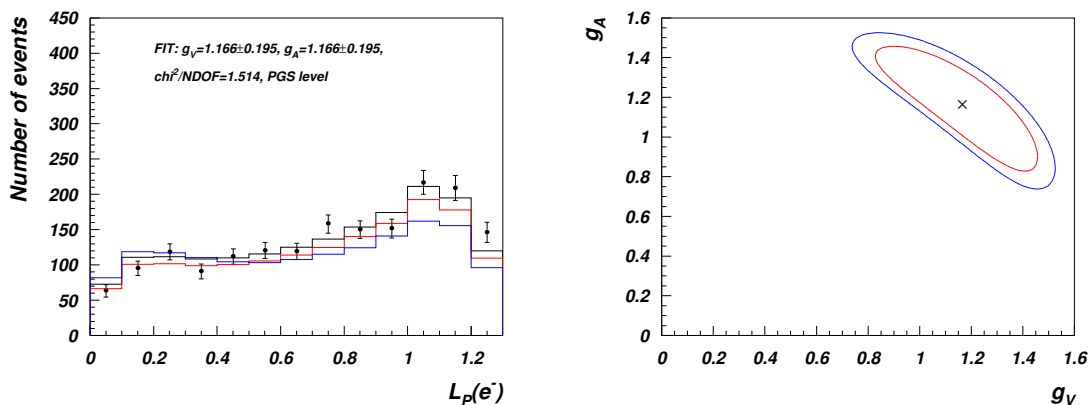 Number of events
450
400
350
300
250
200
150
100
50
0
FIT: g_V=1.166±0.195, g_A=1.166±0.195,
chi²/NDOF=1.514, PGS level
0 0.2 0.4 0.6 0.8 1 1.2
L_P(e⁻)
g_A
1.6
1.4
1.2
1
0.8
0.6
0.4
0.2
0
0 0.2 0.4 0.6 0.8 1 1.2 1.4 1.6
g_V